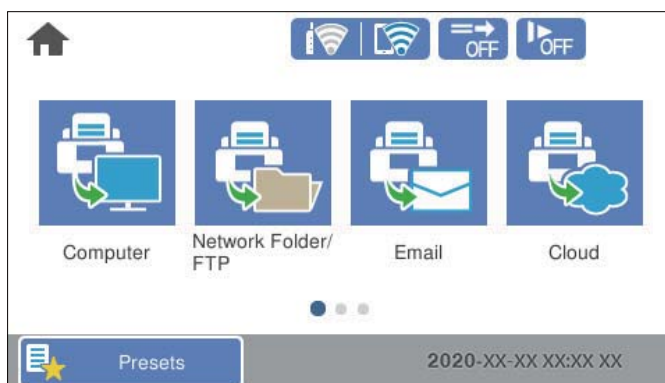 OFF
OFF
Computer
Network Folder/
FTP
Email
Cloud
Presets
2020-XX-XX XX:XX XX